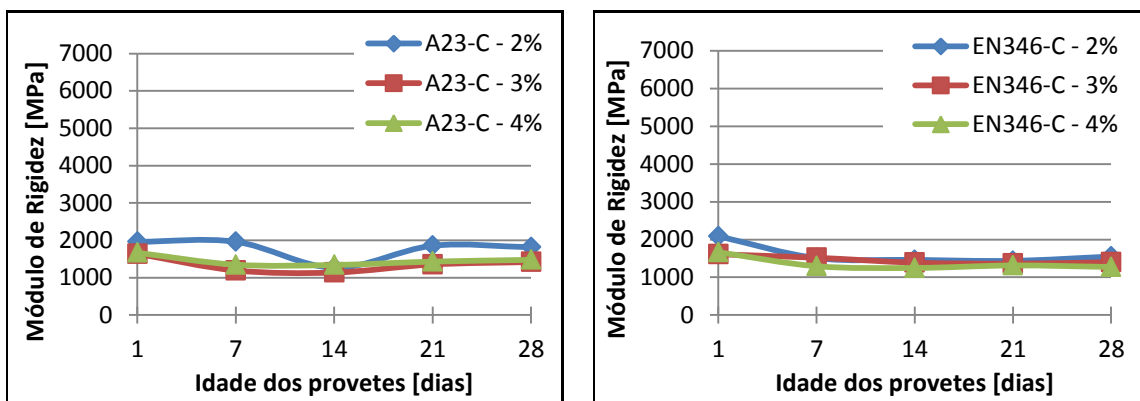 A23-C - 2%
A23-C - 3%
A23-C - 4%
Módulo de Rigidez [MPa]
7000
6000
5000
4000
3000
2000
1000
0
1 7 14 21 28
Idade dos provetes [dias]
EN346-C - 2%
EN346-C - 3%
EN346-C - 4%
Módulo de Rigidez [MPa]
7000
6000
5000
4000
3000
2000
1000
0
1 7 14 21 28
Idade dos provetes [dias]